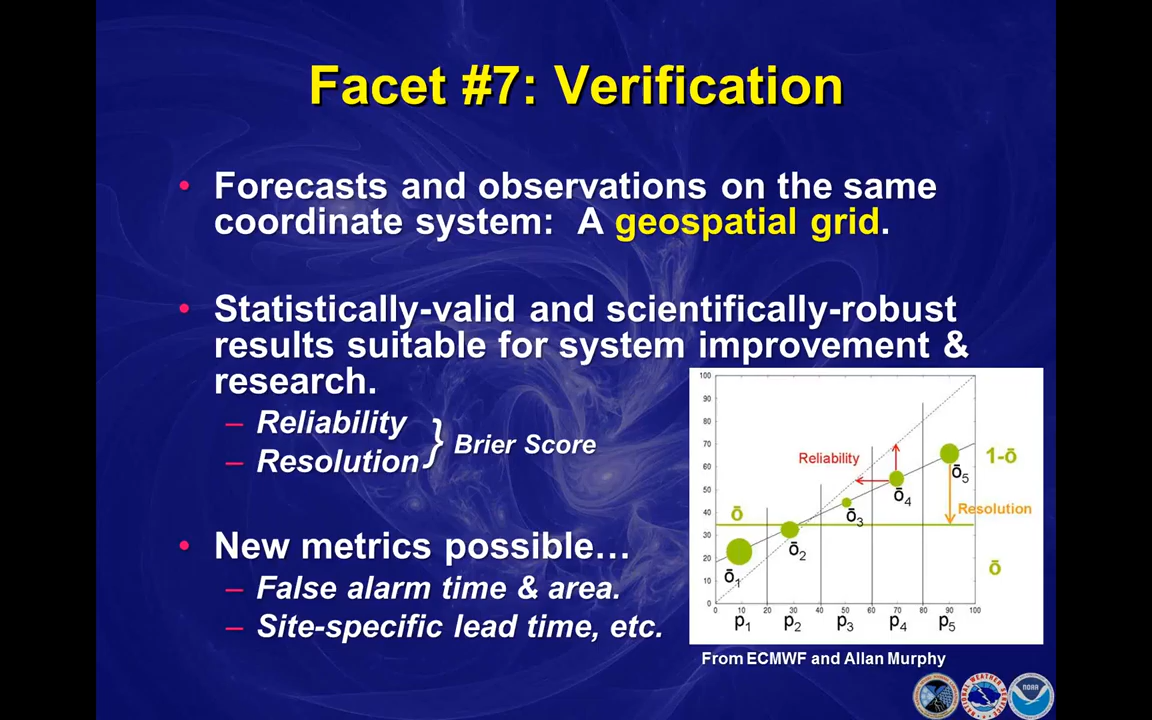 Facet #7: Verification
• Forecasts and observations on the same
coordinate system: A geospatial grid.
• Statistically-valid and scientifically-robust
results suitable for system improvement &
research.
– Reliability
– Resolution
} Brier Score
• New metrics possible…
– False alarm time & area.
– Site-specific lead time, etc.
100
90
80
70
60
50
40
30
20
10
0
Reliability
Resolution
ō
1-ō
ō
ō1
ō2
ō3
ō4
ō5
0 10 20 30 40 50 60 70 80 90 100
p1 p2 p3 p4 p5
From ECMWF and Allan Murphy
NATIONAL WEATHER SERVICE
NOAA